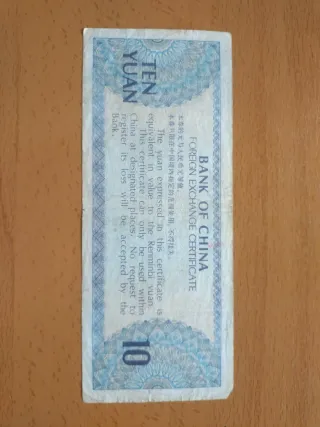 BANK OF CHINA
FOREIGN EXCHANGE CERTIFICATE
The yuan expressed in this certificate is
equivalent in value to the Renminbi yuan.
This certificate can only be used within
China at designated places. No request to
register its loss will be accepted by the
Bank.
TEN
YUAN
10